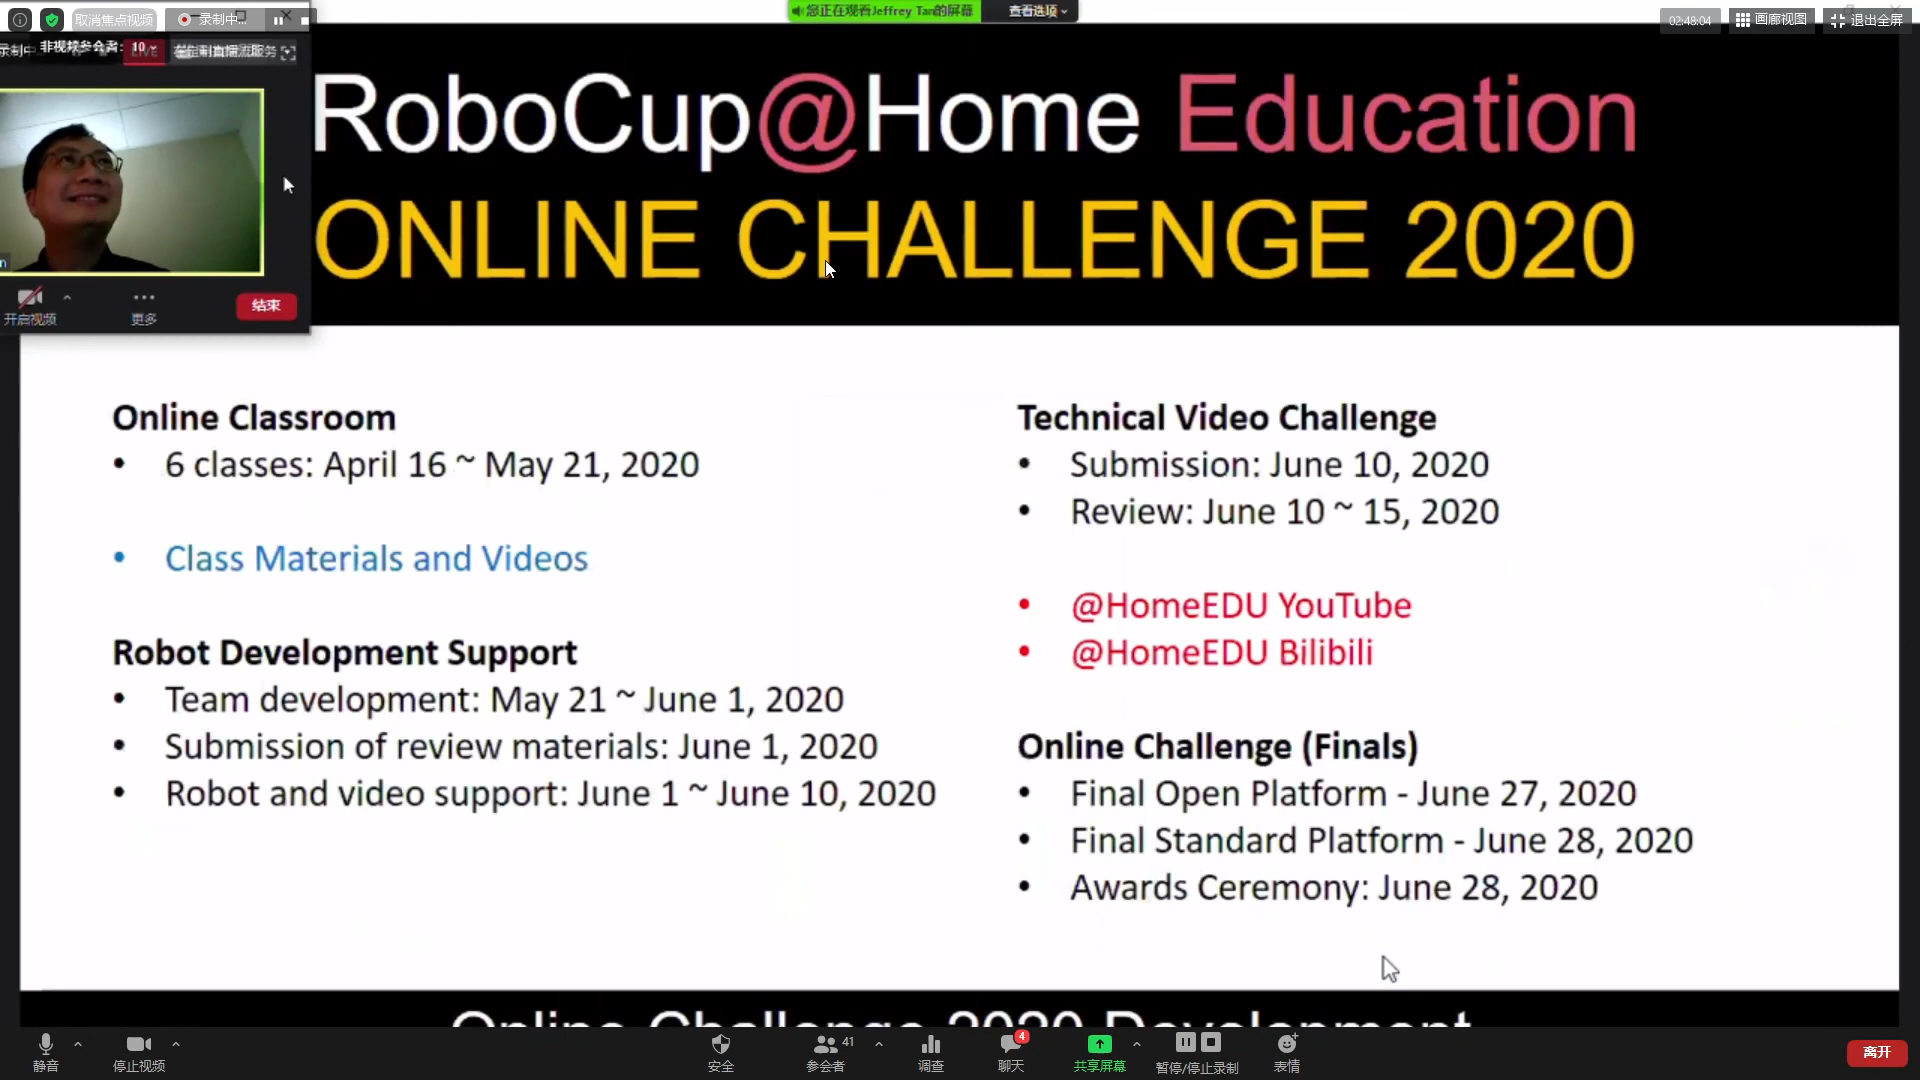 取消焦点视频
录制中...
您正在观看Jeffrey Tan的屏幕
查看选项
02:48:04
画廊视图
退出全屏
非视频参会者: 10
RoboCup@Home Education
ONLINE CHALLENGE 2020
开启视频
更多
结束
Online Classroom
• 6 classes: April 16 ~ May 21, 2020
• Class Materials and Videos
Robot Development Support
• Team development: May 21 ~ June 1, 2020
• Submission of review materials: June 1, 2020
• Robot and video support: June 1 ~ June 10, 2020
Technical Video Challenge
• Submission: June 10, 2020
• Review: June 10 ~ 15, 2020
• @HomeEDU YouTube
• @HomeEDU Bilibili
Online Challenge (Finals)
• Final Open Platform - June 27, 2020
• Final Standard Platform - June 28, 2020
• Awards Ceremony: June 28, 2020
Online Challenge 2020 Development
静音
停止视频
安全
参会者
41
调查
聊天
4
共享屏幕
暂停/停止录制
表情
离开